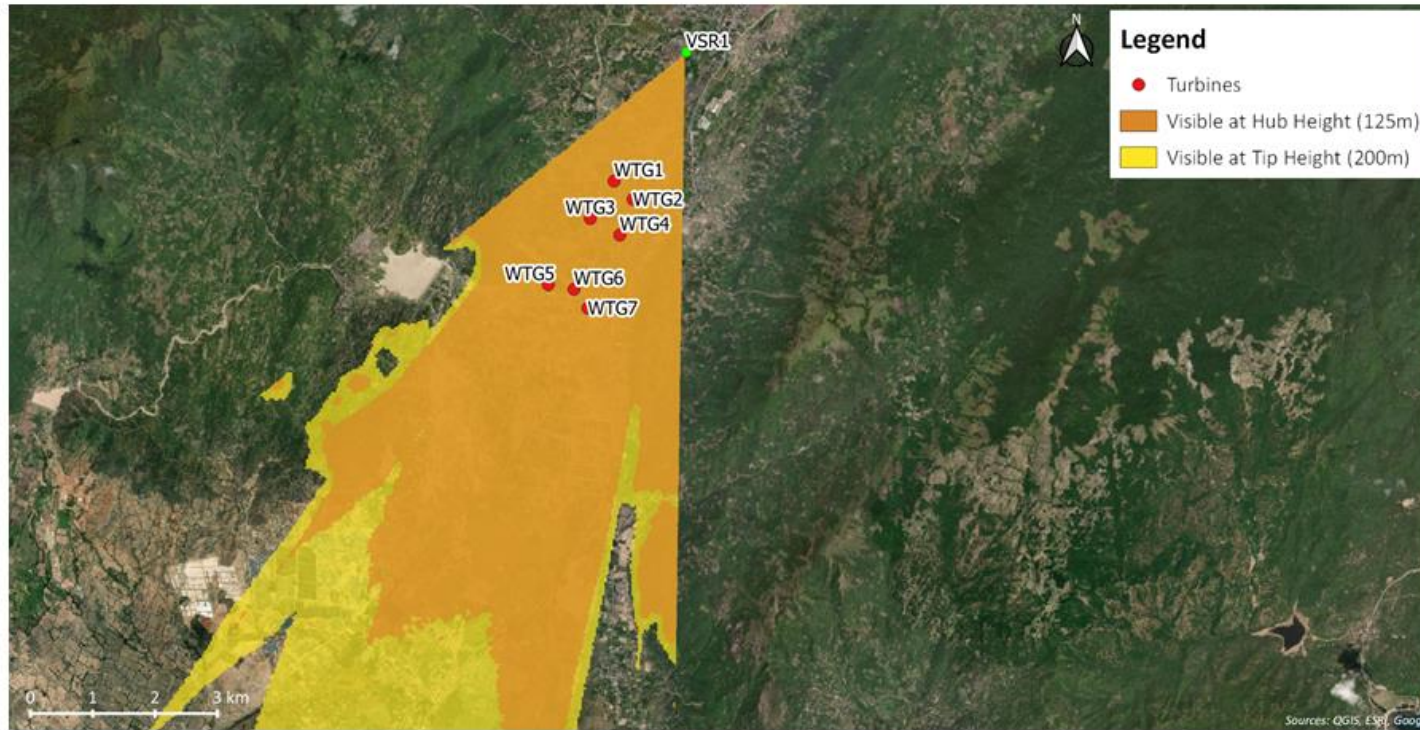 VSR1
N
Legend
Turbines
Visible at Hub Height (125m)
Visible at Tip Height (200m)
WTG1
WTG2
WTG3
WTG4
WTG5
WTG6
WTG7
0 1 2 3 km
Sources: QGIS, ESRI, Goog